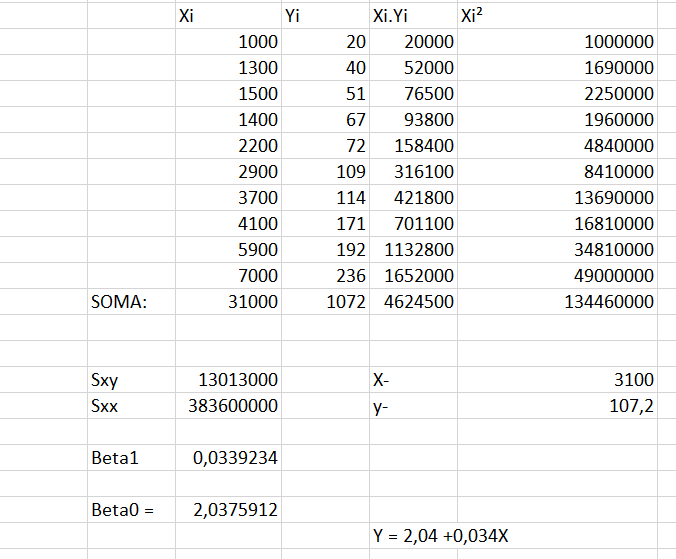 Xi Yi Xi.Yi Xi²
1000 20 20000 1000000
1300 40 52000 1690000
1500 51 76500 2250000
1400 67 93800 1960000
2200 72 158400 4840000
2900 109 316100 8410000
3700 114 421800 13690000
4100 171 701100 16810000
5900 192 1132800 34810000
7000 236 1652000 49000000
SOMA: 31000 1072 4624500 134460000
Sxy 13013000 X- 3100
Sxx 383600000 y- 107,2
Beta1 0,0339234
Beta0 = 2,0375912
Y = 2,04 +0,034X